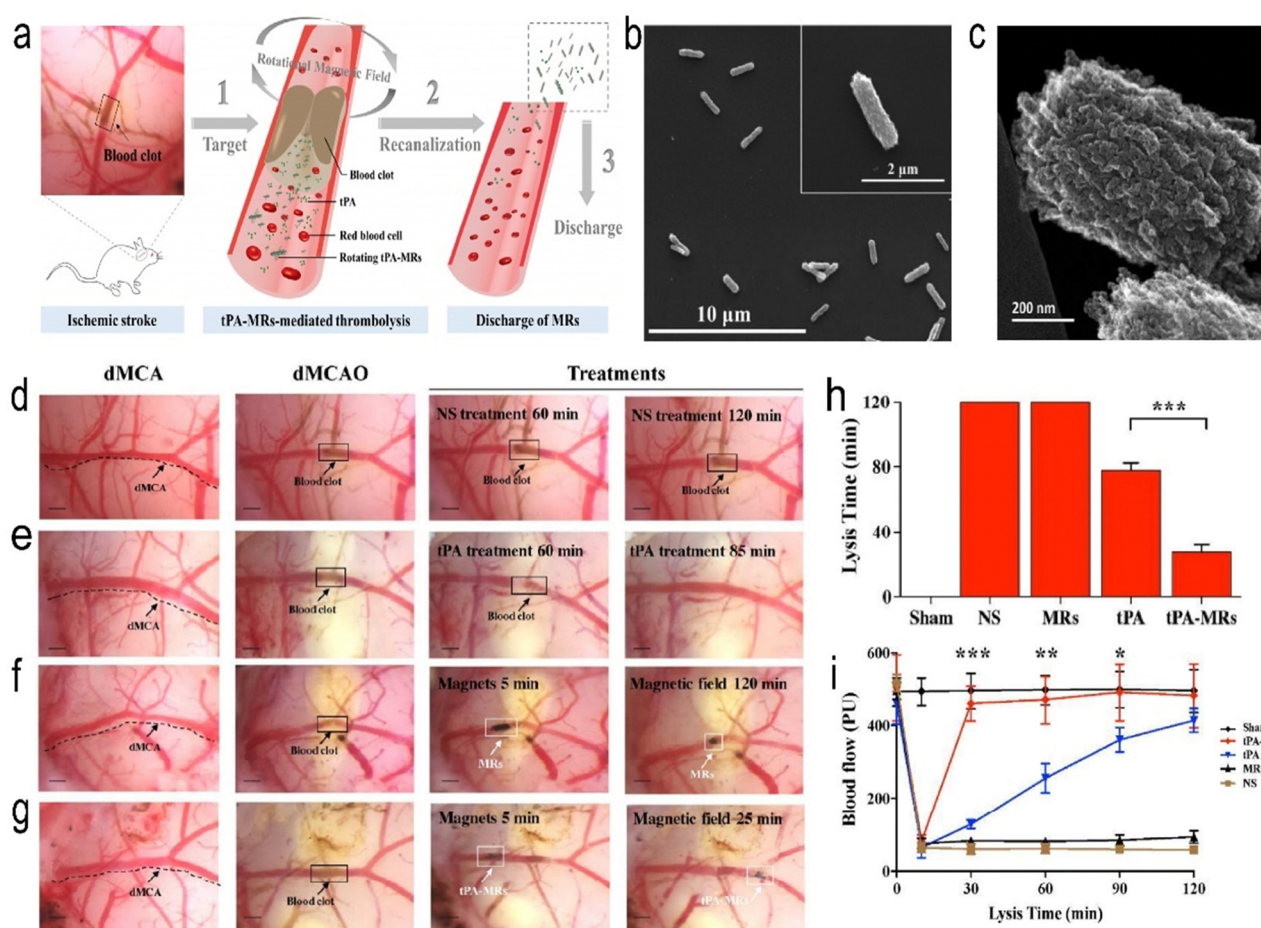 a
Blood clot
Rotational Magnetic Field
1
Target
2
Recanalization
3
Discharge
Blood clot
tPA
Red blood cell
Rotating tPA-MRs
Ischemic stroke
tPA-MRs-mediated thrombolysis
Discharge of MRs
b
2 µm
10 µm
c
200 nm
dMCA
dMCAO
Treatments
d
dMCA
Blood clot
NS treatment 60 min
Blood clot
NS treatment 120 min
Blood clot
e
dMCA
Blood clot
tPA treatment 60 min
Blood clot
tPA treatment 85 min
f
dMCA
Blood clot
Magnets 5 min
MRs
Magnetic field 120 min
MRs
g
dMCA
Blood clot
Magnets 5 min
tPA-MRs
Magnetic field 25 min
tPA-MRs
h
Lysis Time (min)
120
80
40
0
***
Sham
NS
MRs
tPA
tPA-MRs
i
Blood flow (PU)
600
400
200
0
***
**
*
0
30
60
90
120
Lysis Time (min)
Sha
tPA-
tPA
MR
NS